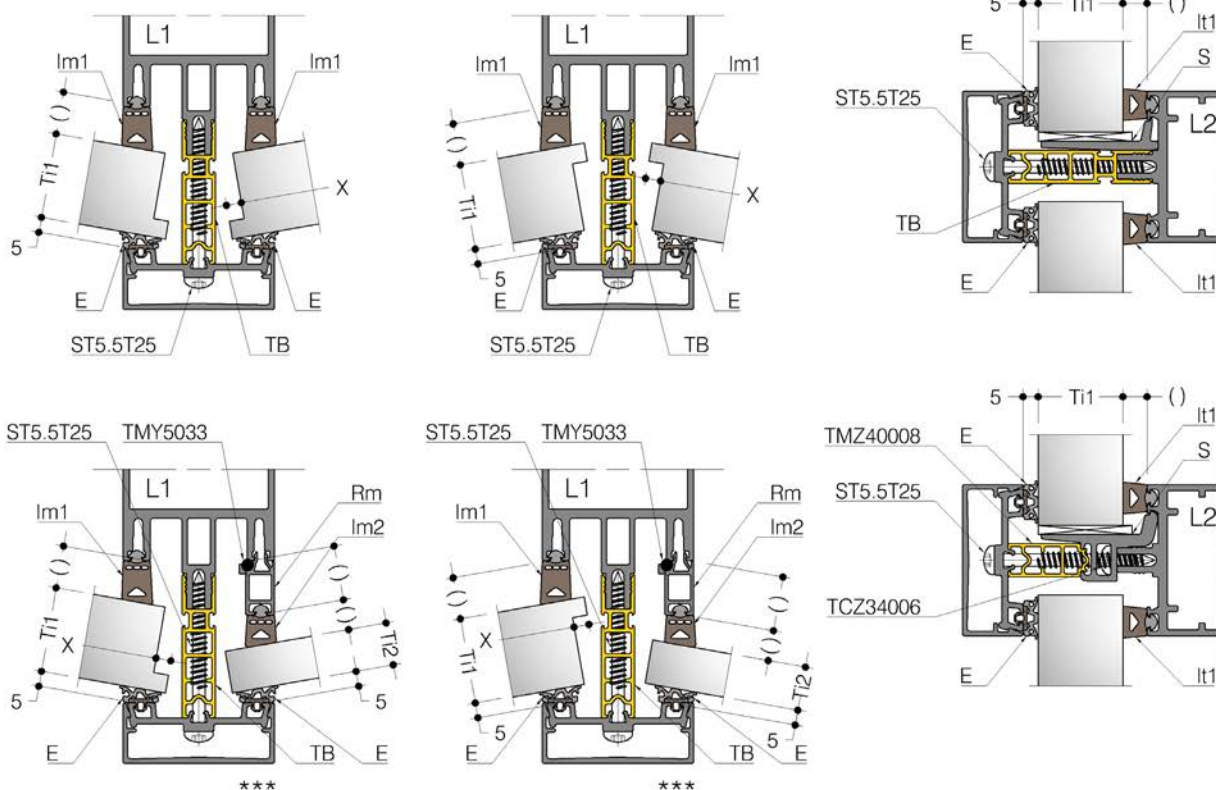 L1
Im1
Im1
( )
Ti1
X
5
E
E
ST5.5T25
TB
L1
Im1
Im1
( )
Ti1
X
5
E
E
ST5.5T25
TB
5
Ti1
( )
It1
E
S
ST5.5T25
L2
TB
E
It1
ST5.5T25
TMY5033
L1
Rm
Im1
Im2
( )
( )
( )
Ti1
X
Ti2
5
5
E
TB
E
***
ST5.5T25
TMY5033
L1
Rm
Im1
Im2
( )
( )
( )
X
Ti1
Ti2
5
5
E
TB
E
***
5
Ti1
( )
It1
TMZ40008
E
S
ST5.5T25
L2
TCZ34006
E
It1